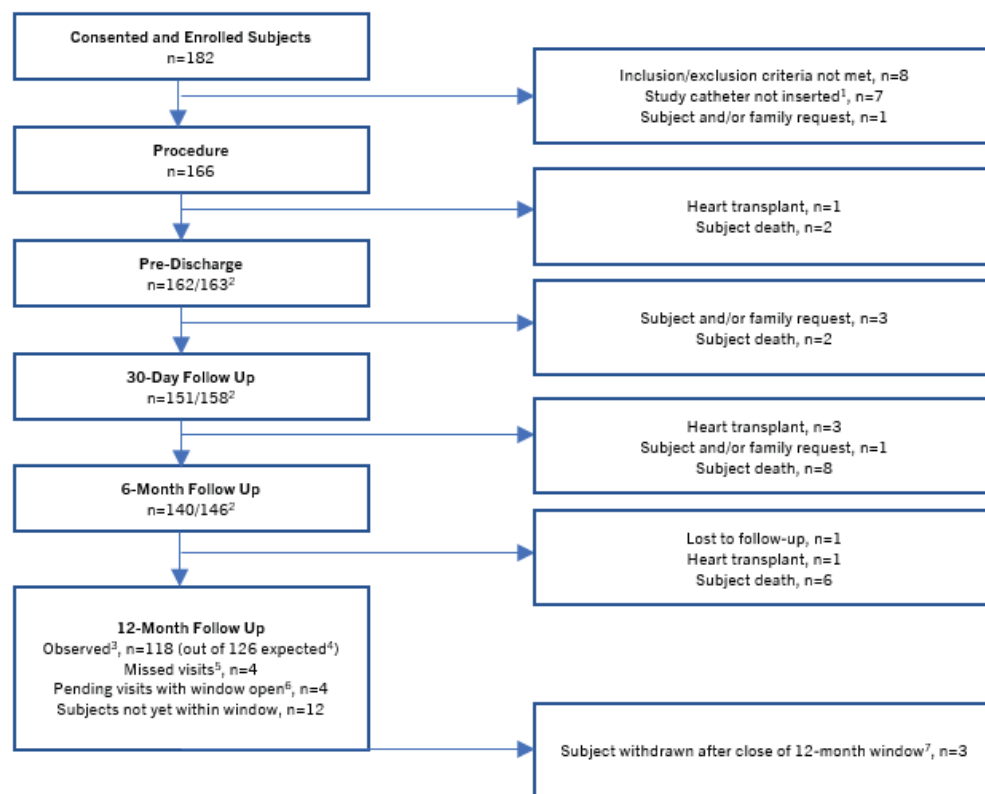 Consented and Enrolled Subjects
n=182
Inclusion/exclusion criteria not met, n=8
Study catheter not inserted¹, n=7
Subject and/or family request, n=1
Procedure
n=166
Heart transplant, n=1
Subject death, n=2
Pre-Discharge
n=162/163²
Subject and/or family request, n=3
Subject death, n=2
30-Day Follow Up
n=151/158²
Heart transplant, n=3
Subject and/or family request, n=1
Subject death, n=8
6-Month Follow Up
n=140/146²
Lost to follow-up, n=1
Heart transplant, n=1
Subject death, n=6
12-Month Follow Up
Observed³, n=118 (out of 126 expected⁴)
Missed visits⁵, n=4
Pending visits with window open⁶, n=4
Subjects not yet within window, n=12
Subject withdrawn after close of 12-month window⁷, n=3